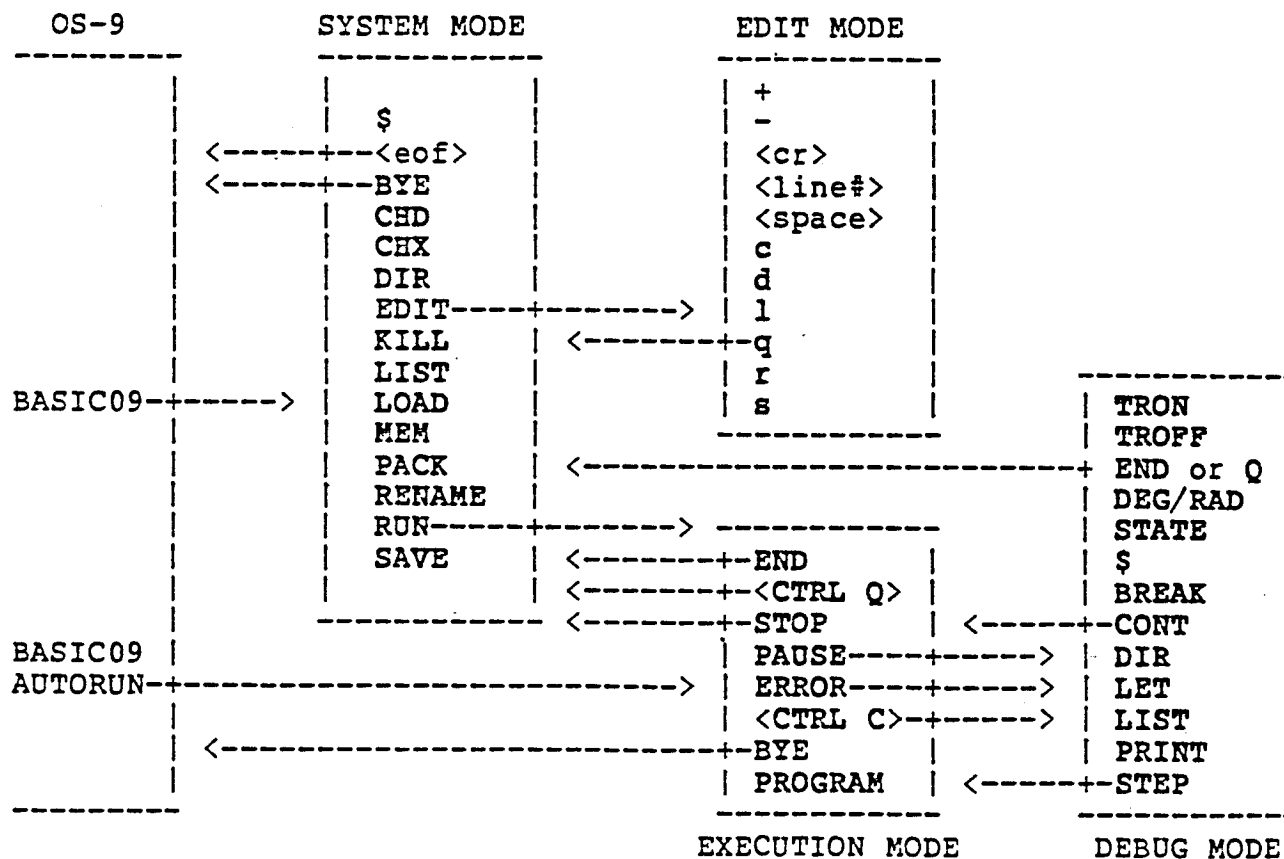 OS-9 SYSTEM MODE EDIT MODE
+
$ -
<eof> <cr>
BYE <line#>
CHD <space>
CHX c
DIR d
EDIT l
KILL q
LIST r
BASIC09 LOAD s TRON
MEM TROFF
PACK END or Q
RENAME DEG/RAD
RUN STATE
SAVE END $
<CTRL Q> BREAK
STOP CONT
BASIC09 PAUSE DIR
AUTORUN ERROR LET
<CTRL C> LIST
BYE PRINT
PROGRAM STEP
EXECUTION MODE DEBUG MODE